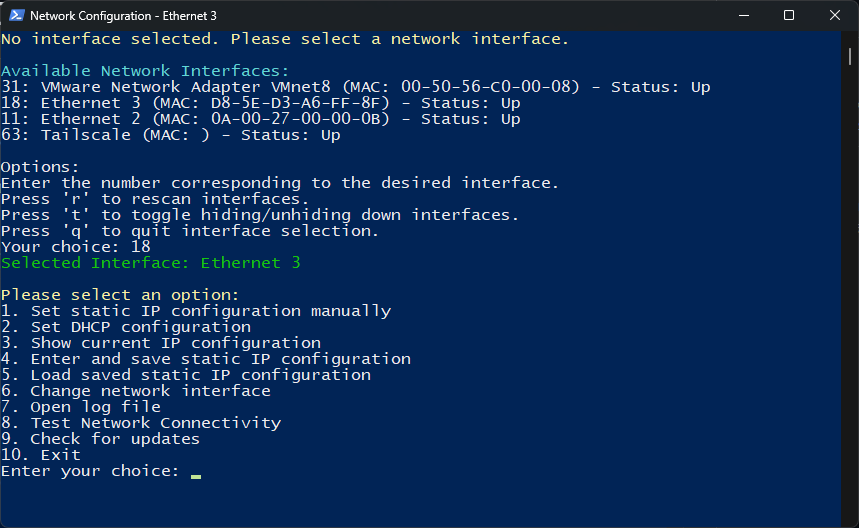 Network Configuration - Ethernet 3
No interface selected. Please select a network interface.
Available Network Interfaces:
31: VMware Network Adapter VMnet8 (MAC: 00-50-56-C0-00-08) - Status: Up
18: Ethernet 3 (MAC: D8-5E-D3-A6-FF-8F) - Status: Up
11: Ethernet 2 (MAC: 0A-00-27-00-00-0B) - Status: Up
63: Tailscale (MAC: ) - Status: Up
Options:
Enter the number corresponding to the desired interface.
Press 'r' to rescan interfaces.
Press 't' to toggle hiding/unhiding down interfaces.
Press 'q' to quit interface selection.
Your choice: 18
Selected Interface: Ethernet 3
Please select an option:
1. Set static IP configuration manually
2. Set DHCP configuration
3. Show current IP configuration
4. Enter and save static IP configuration
5. Load saved static IP configuration
6. Change network interface
7. Open log file
8. Test Network Connectivity
9. Check for updates
10. Exit
Enter your choice: